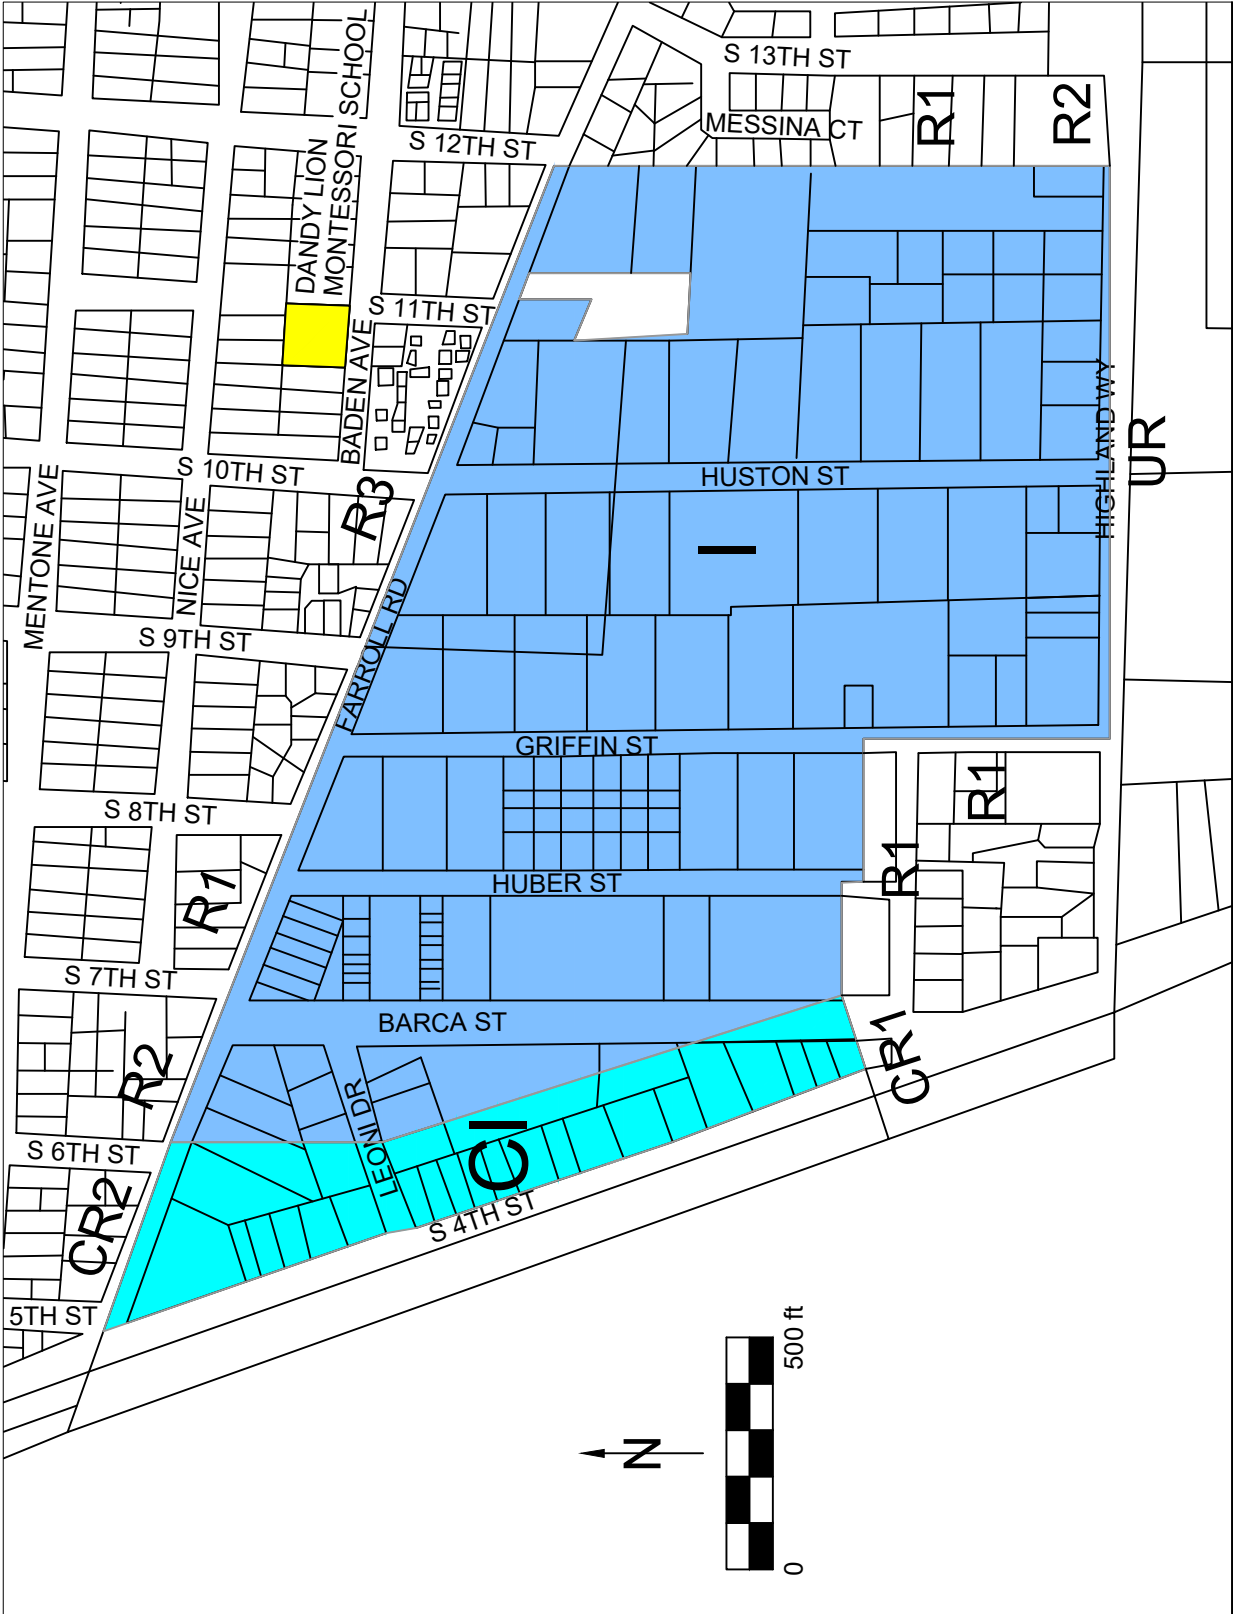 S 13TH ST
R1
R2
MESSINA CT
S 12TH ST
DANDY LION
MONTESSORI SCHOOL
S 11TH ST
BADEN AVE
HIGHLAND WY
UR
S 10TH ST
HUSTON ST
MENTONE AVE
NICE AVE
R3
I
S 9TH ST
FARROLL RD
GRIFFIN ST
R1
S 8TH ST
R1
R1
HUBER ST
S 7TH ST
BARCA ST
R2
CR1
LEONI DR
CI
S 6TH ST
CR2
S 4TH ST
5TH ST
500 ft
N
0